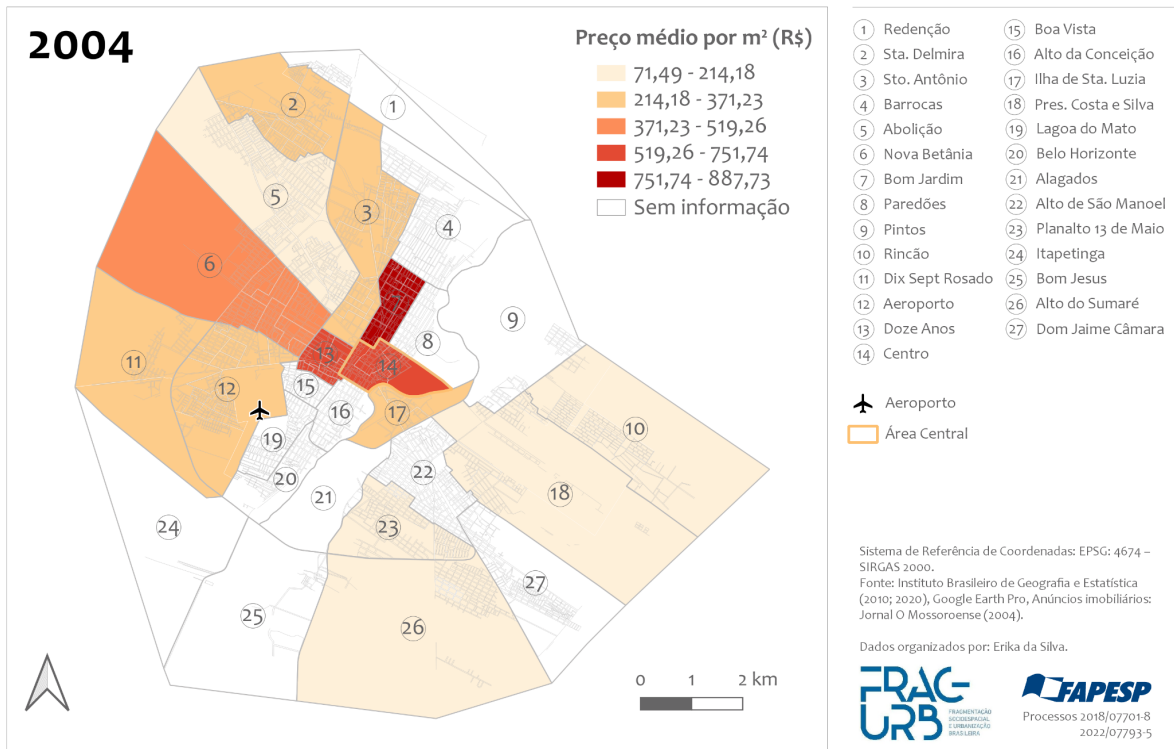 2004
Preço médio por m² (R$)
71,49 - 214,18
214,18 - 371,23
371,23 - 519,26
519,26 - 751,74
751,74 - 887,73
Sem informação
1
2
3
4
5
6
7
8
9
10
11
12
13
14
15
16
17
18
19
20
21
22
23
24
25
26
27
0 1 2 km
1 Redenção
2 Sta. Delmira
3 Sto. Antônio
4 Barrocas
5 Abolição
6 Nova Betânia
7 Bom Jardim
8 Paredões
9 Pintos
10 Rincão
11 Dix Sept Rosado
12 Aeroporto
13 Doze Anos
14 Centro
15 Boa Vista
16 Alto da Conceição
17 Ilha de Sta. Luzia
18 Pres. Costa e Silva
19 Lagoa do Mato
20 Belo Horizonte
21 Alagados
22 Alto de São Manoel
23 Planalto 13 de Maio
24 Itapetinga
25 Bom Jesus
26 Alto do Sumaré
27 Dom Jaime Câmara
Aeroporto
Área Central
Sistema de Referência de Coordenadas: EPSG: 4674 –
SIRGAS 2000.
Fonte: Instituto Brasileiro de Geografia e Estatística
(2010; 2020), Google Earth Pro, Anúncios imobiliários:
Jornal O Mossoroense (2004).
Dados organizados por: Erika da Silva.
FRAG-
URB
FRAGMENTAÇÃO
SOCIOESPACIAL
E URBANIZAÇÃO
BRASILEIRA
FAPESP
Processos 2018/07701-8
2022/07793-5